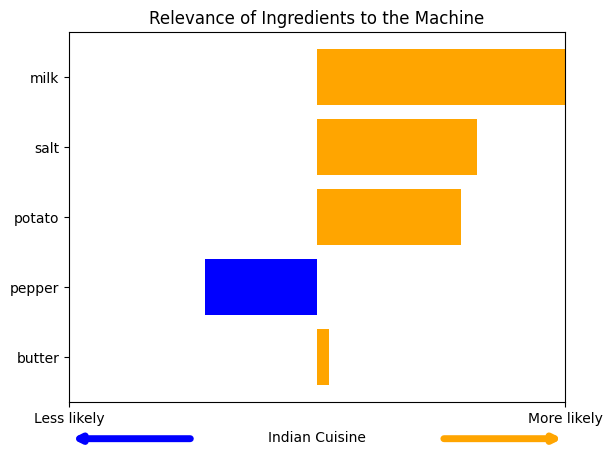 Relevance of Ingredients to the Machine
milk
salt
potato
pepper
butter
Less likely
More likely
Indian Cuisine